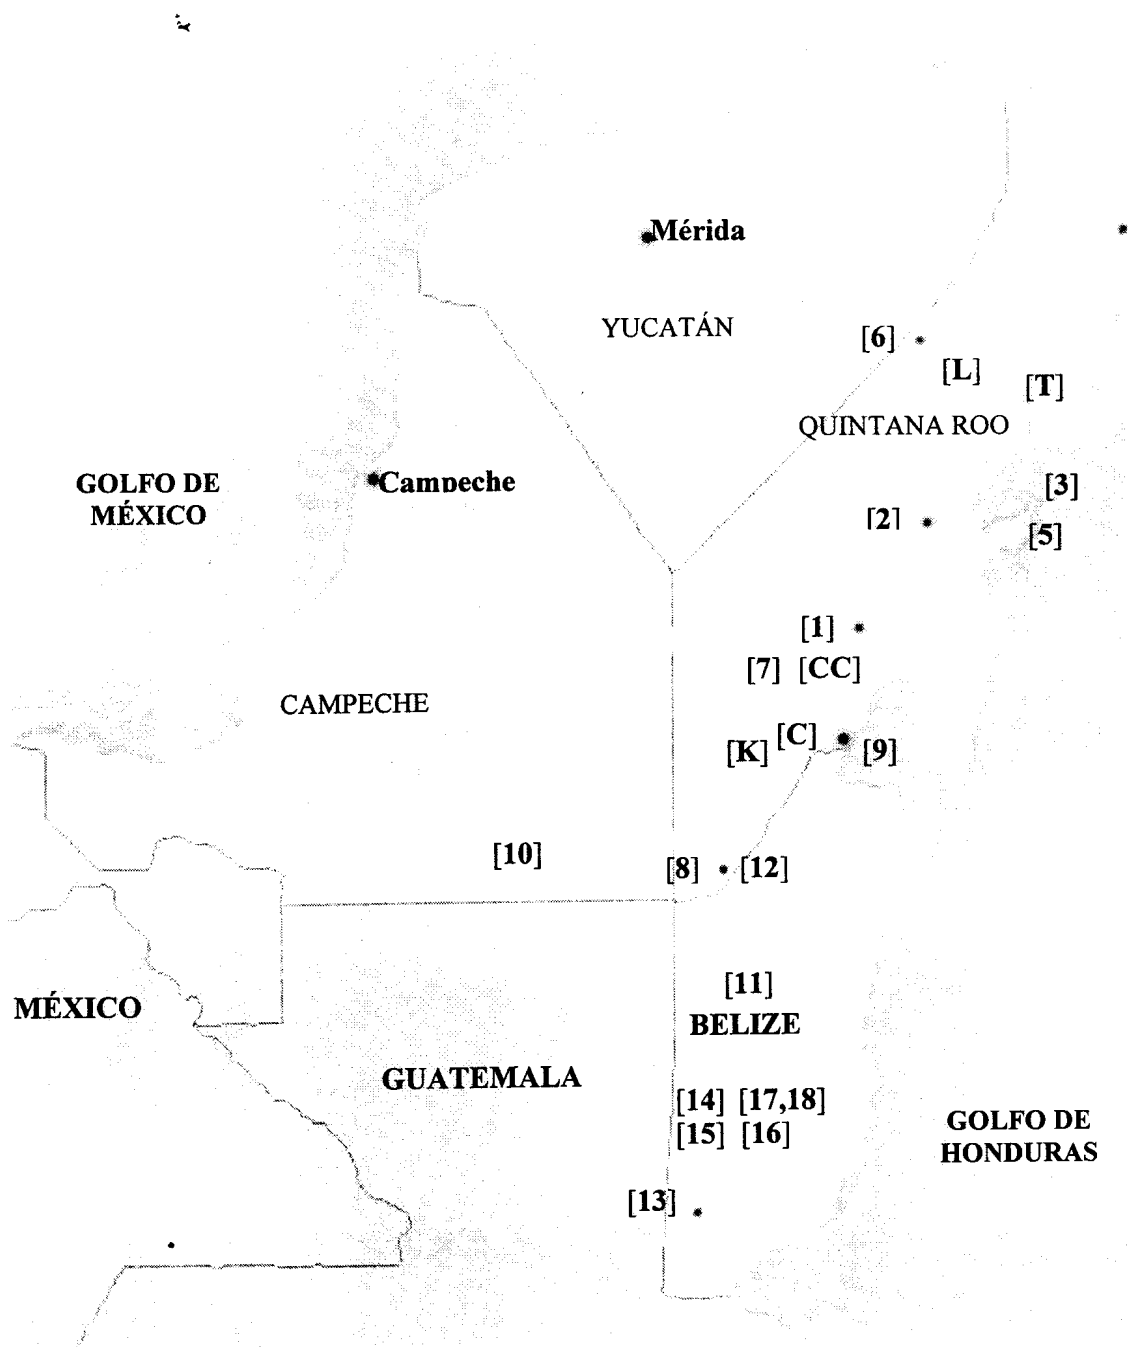 Mérida
YUCATÁN
[6]
[L]
[T]
QUINTANA ROO
GOLFO DE
MÉXICO
Campeche
[3]
[2]
[5]
[1]
[7] [CC]
CAMPECHE
[C]
[K]
[9]
[10]
[8]
[12]
[11]
MÉXICO
BELIZE
GUATEMALA
[14] [17,18]
[15] [16]
GOLFO DE
HONDURAS
[13]